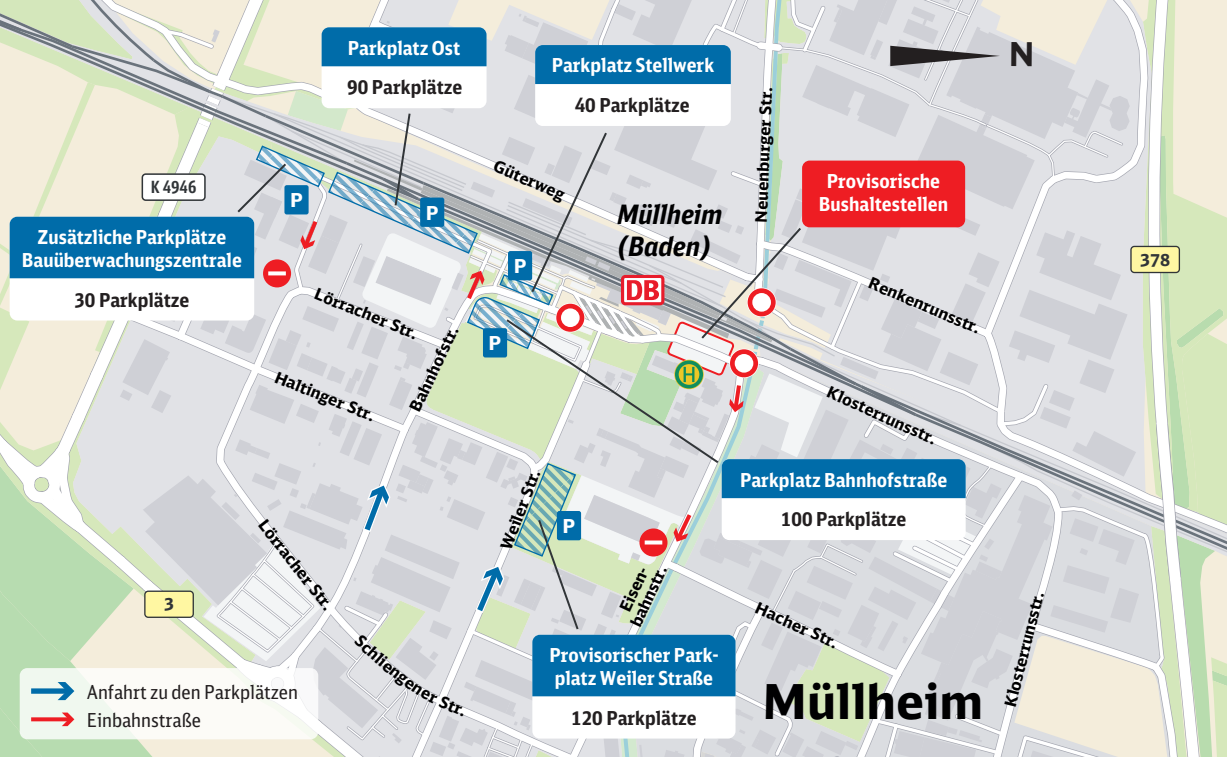 Parkplatz Ost
90 Parkplätze
Parkplatz Stellwerk
40 Parkplätze
N
Neuenburger Str.
Güterweg
K 4946
P
P
Provisorische
Bushaltestellen
Müllheim
(Baden)
Zusätzliche Parkplätze
Bauüberwachungszentrale
30 Parkplätze
378
P
DB
Renkenrunsstr.
Lörracher Str.
P
Bahnhofstr.
H
Haltinger Str.
Klosterrunsstr.
Parkplatz Bahnhofstraße
100 Parkplätze
Weiler Str.
P
Lörracher Str.
Eisen-
bahnstr.
Hacher Str.
Klosterrunsstr.
3
Schliengener Str.
Provisorischer Park-
platz Weiler Straße
120 Parkplätze
Müllheim
Anfahrt zu den Parkplätzen
Einbahnstraße